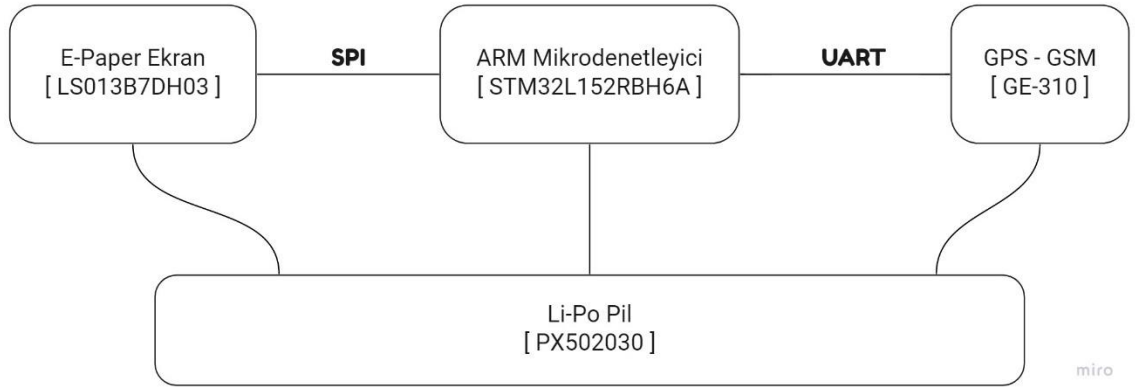 E-Paper Ekran
[ LS013B7DH03 ]
SPI
ARM Mikrodenetleyici
[ STM32L152RBH6A ]
UART
GPS - GSM
[ GE-310 ]
Li-Po Pil
[ PX502030 ]
miro